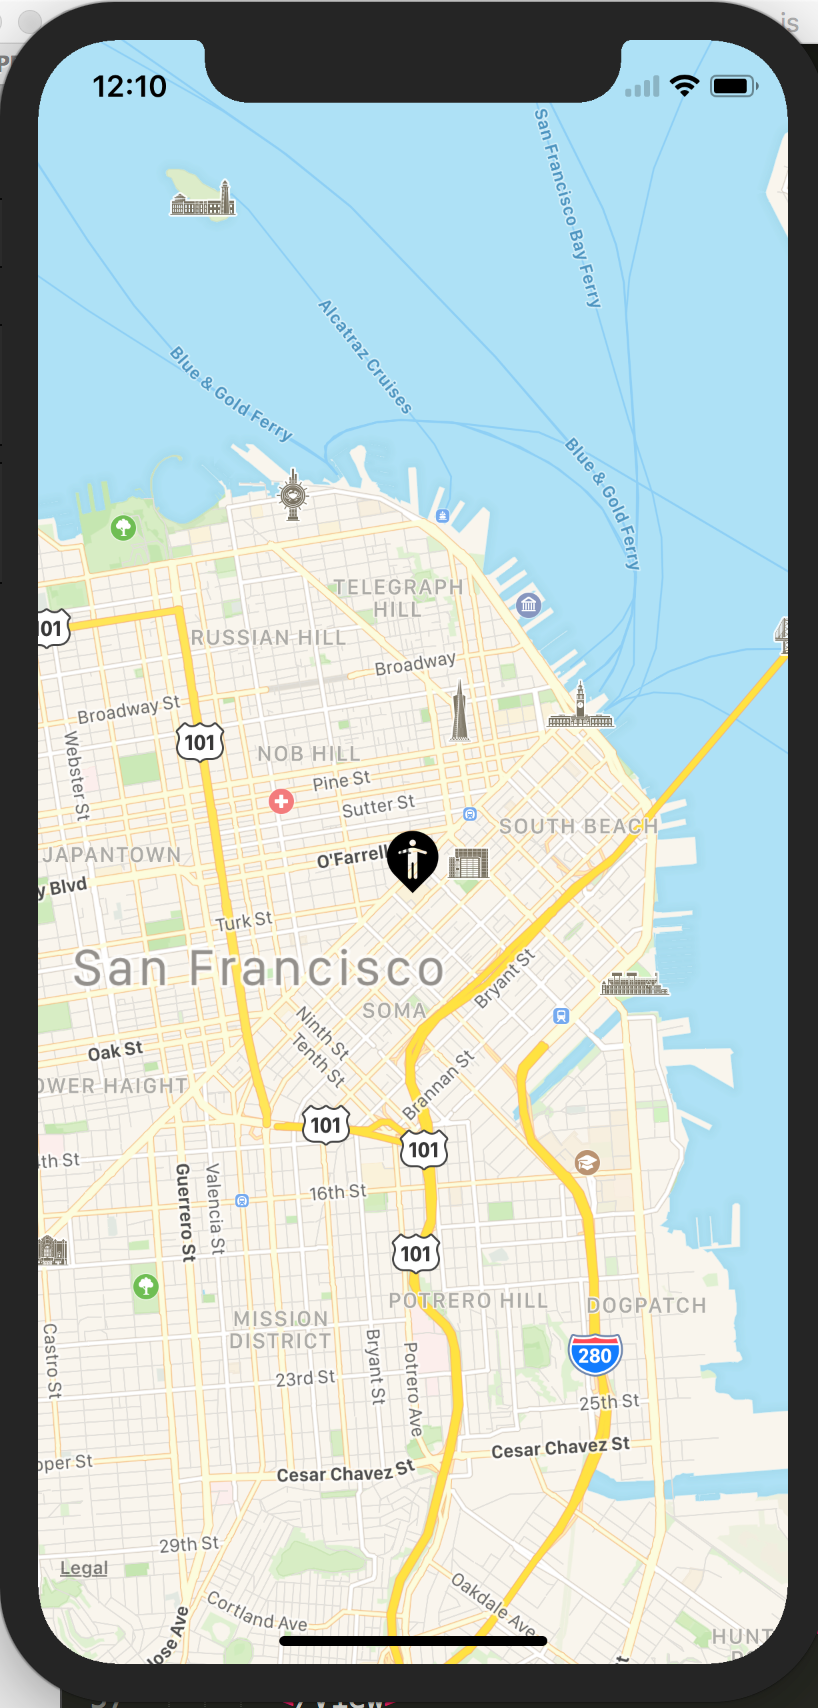 is
12:10
San Francisco Bay Ferry
Alcatraz Cruises
Blue & Gold Ferry
Blue & Gold Ferry
TELEGRAPH
HILL
101
RUSSIAN HILL
Broadway
Broadway St
101
Webster St
NOB HILL
Pine St
Sutter St
SOUTH BEACH
JAPANTOWN
O'Farrell
y Blvd
Turk St
San Francisco
Bryant St
SOMA
Ninth St
Tenth St
Oak St
OWER HAIGHT
Brannan St
101
101
4th St
Guerrero St
Valencia St
16th St
101
POTRERO HILL
DOGPATCH
MISSION
DISTRICT
Castro St
Bryant St
Potrero Ave
280
23rd St
25th St
Cesar Chavez St
pper St
Cesar Chavez St
29th St
Legal
Cortland Ave
Oakdale Ave
Jose Ave
HUNT